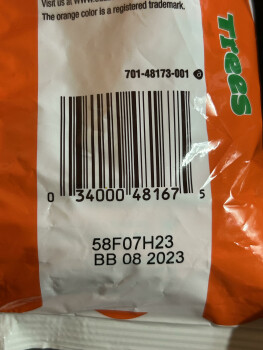 The orange color is a registered trademark.
Trees
701-48173-001
0 34000 48167 5
58F07H23
BB 08 2023